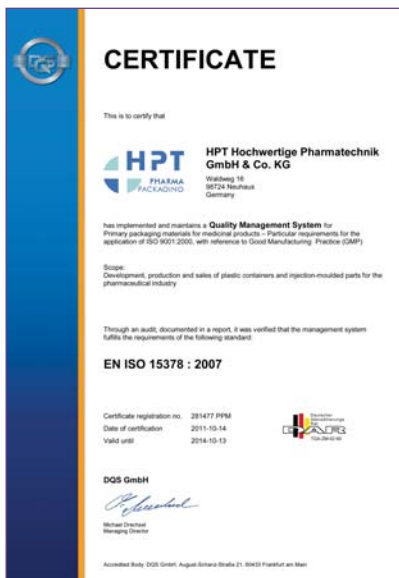 DQS
CERTIFICATE
This is to certify that
HPT
PHARMA
PACKADINO
HPT Hochwertige Pharmatechnik
GmbH & Co. KG
Waldweg 16
98724 Neuhaus
Germany
has implemented and maintains a Quality Management System for
Primary packaging materials for medicinal products – Particular requirements for the
application of ISO 9001:2000, with reference to Good Manufacturing Practice (GMP)
Scope:
Development, production and sales of plastic containers and injection-moulded parts for the
pharmaceutical industry
Through an audit, documented in a report, it was verified that the management system
fulfills the requirements of the following standard:
EN ISO 15378 : 2007
Certificate registration no. 281477 PPM
Date of certification 2011-10-14
Valid until 2014-10-13
Deutscher
Akkreditierungs
Rat
DAR
DQS GmbH
Michael Drechsel
Managing Director
Accredited Body: DQS GmbH, August-Schanz-Straße 21, 60433 Frankfurt am Main